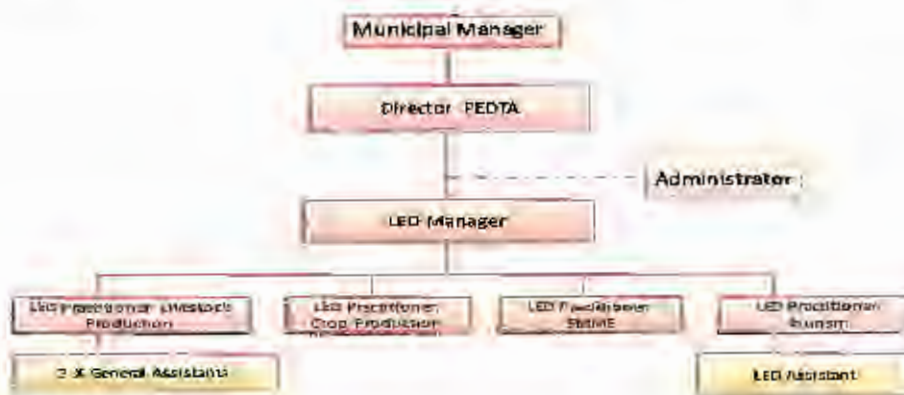 Municipal Manager
Director PEDTA
Administrator
LED Manager
LED Practitioner Livestock
Production
LED Practitioner
Crop Production
LED Practitioner
SMME
LED Practitioner
Tourism
2 X General Assistants
LED Assistant